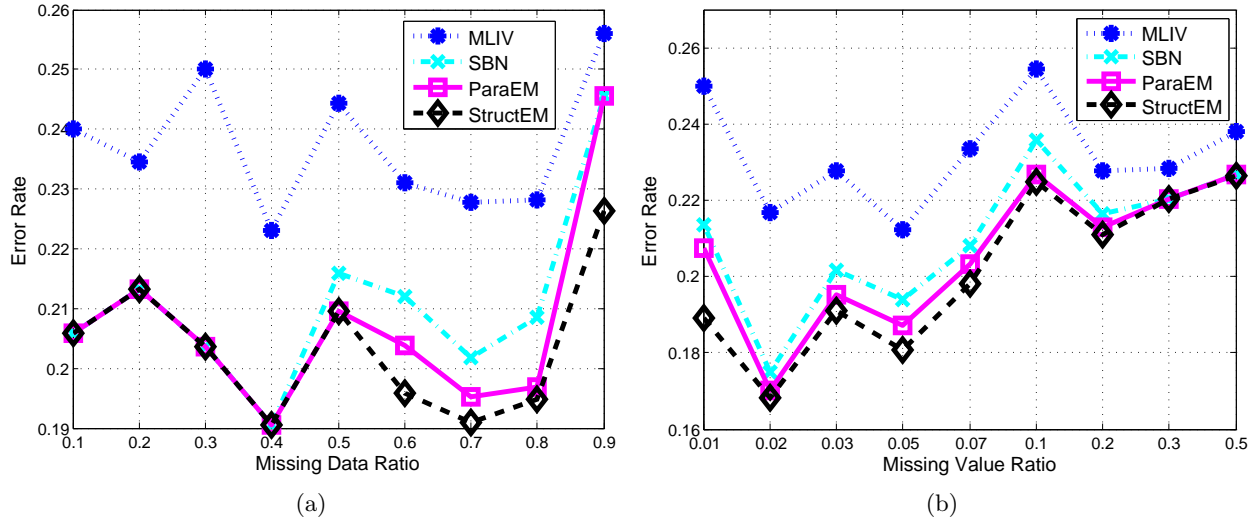 0.26
0.25
0.24
0.23
0.22
0.21
0.2
0.19
Error Rate
MLIV
SBN
ParaEM
StructEM
0.1 0.2 0.3 0.4 0.5 0.6 0.7 0.8 0.9
Missing Data Ratio
(a)
0.26
0.24
0.22
0.2
0.18
0.16
Error Rate
MLIV
SBN
ParaEM
StructEM
0.01 0.02 0.03 0.05 0.07 0.1 0.2 0.3 0.5
Missing Value Ratio
(b)